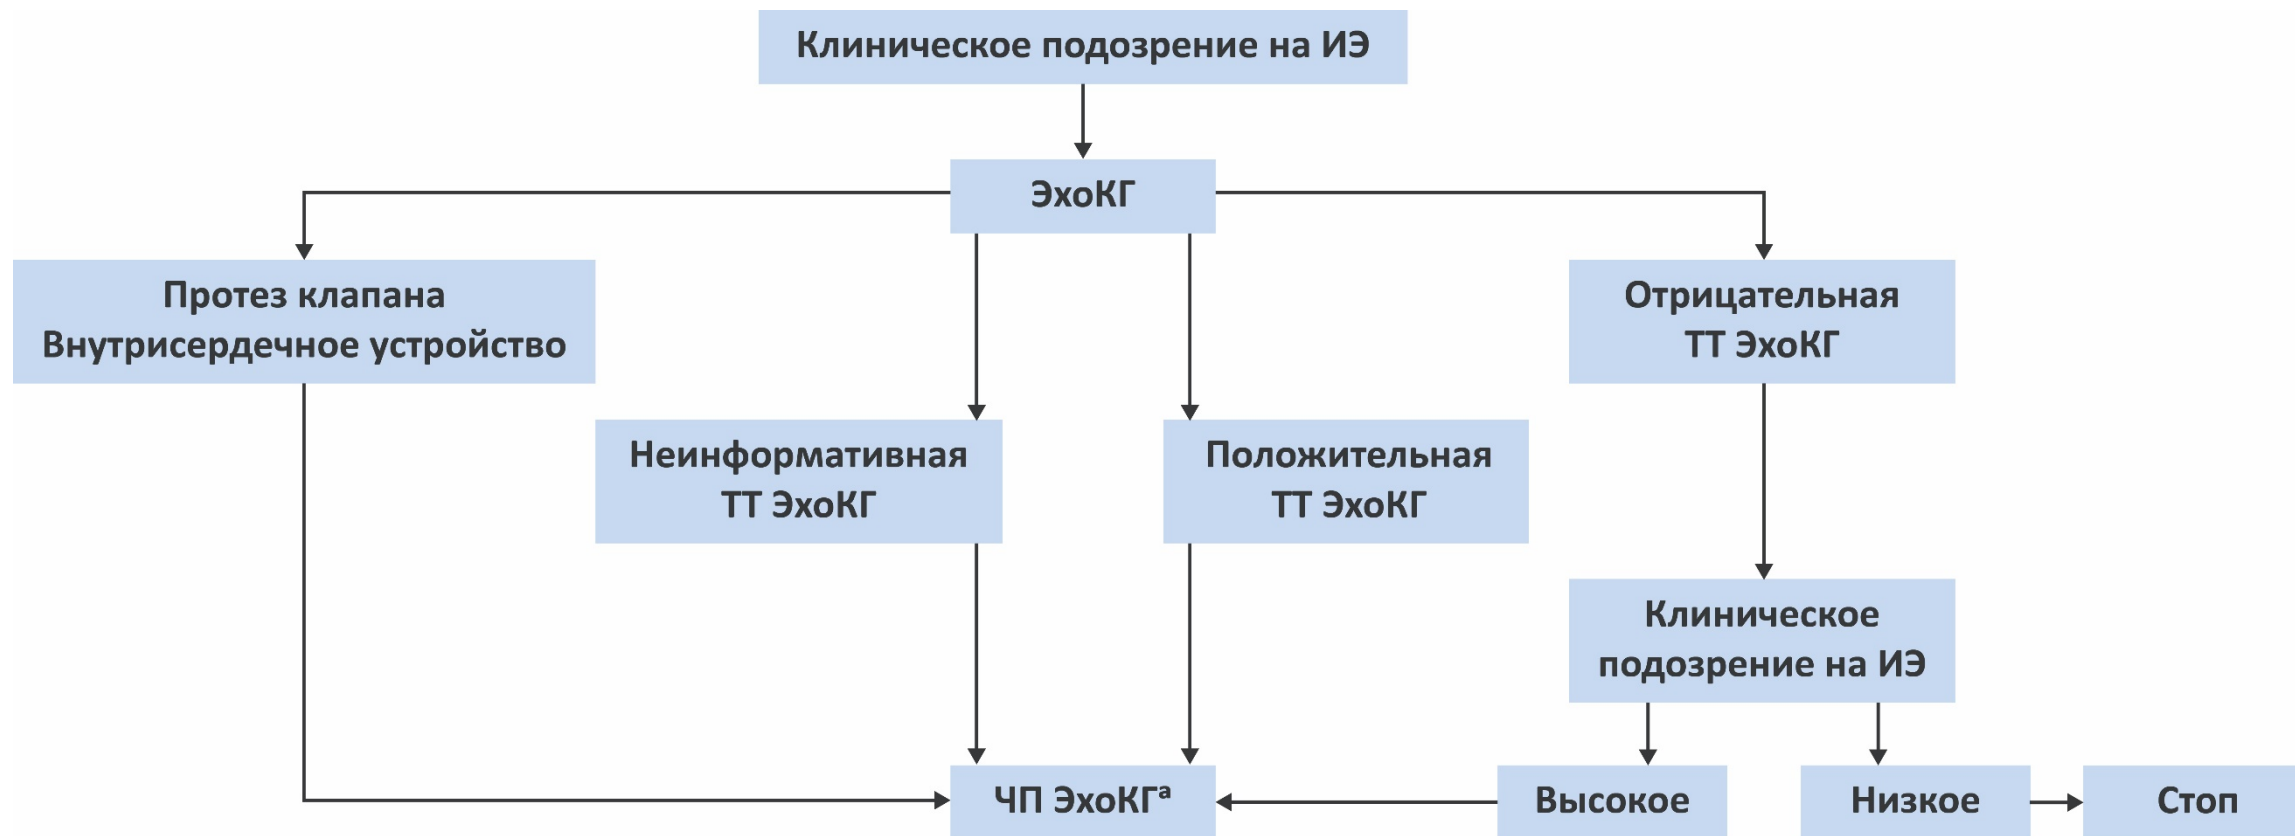 Клиническое подозрение на ИЭ
ЭхоКГ
Протез клапана
Внутрисердечное устройство
Отрицательная
ТТ ЭхоКГ
Неинформативная
ТТ ЭхоКГ
Положительная
ТТ ЭхоКГ
Клиническое
подозрение на ИЭ
ЧП ЭхоКГᵃ
Высокое
Низкое
Стоп